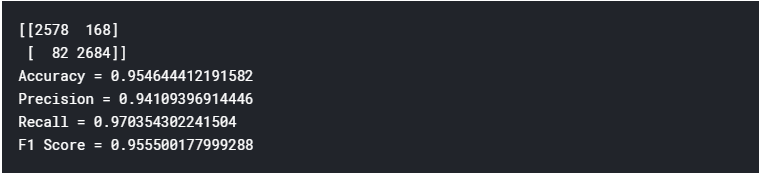 [[2578  168]
 [  82 2684]]
Accuracy = 0.954644412191582
Precision = 0.94109396914446
Recall = 0.970354302241504
F1 Score = 0.955500177999288